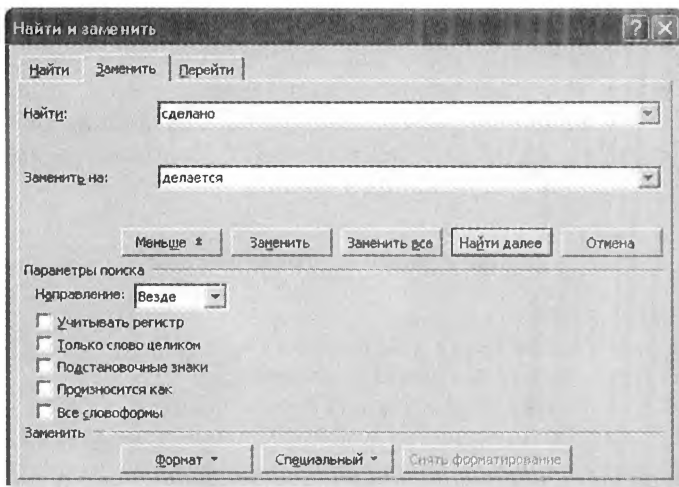 Найти и заменить
Найти Заменить Перейти
Найти: сделано
Заменить на: делается
Меньше Заменить Заменить все Найти далее Отмена
Параметры поиска
Направление: Везде
Учитывать регистр
Только слово целиком
Подстановочные знаки
Произносится как
Все словоформы
Заменить
Формат Специальный Снять форматирование